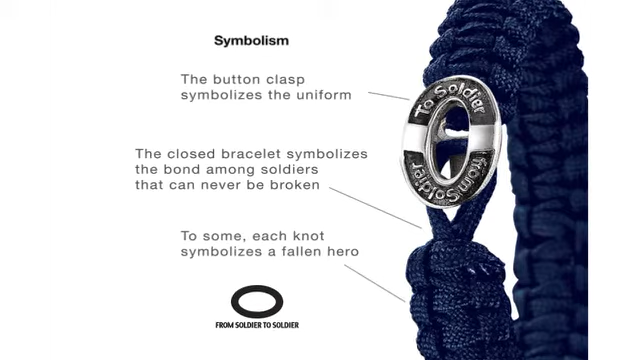 Symbolism
The button clasp
symbolizes the uniform
To Soldier
from Soldier
The closed bracelet symbolizes
the bond among soldiers
that can never be broken
To some, each knot
symbolizes a fallen hero
FROM SOLDIER TO SOLDIER